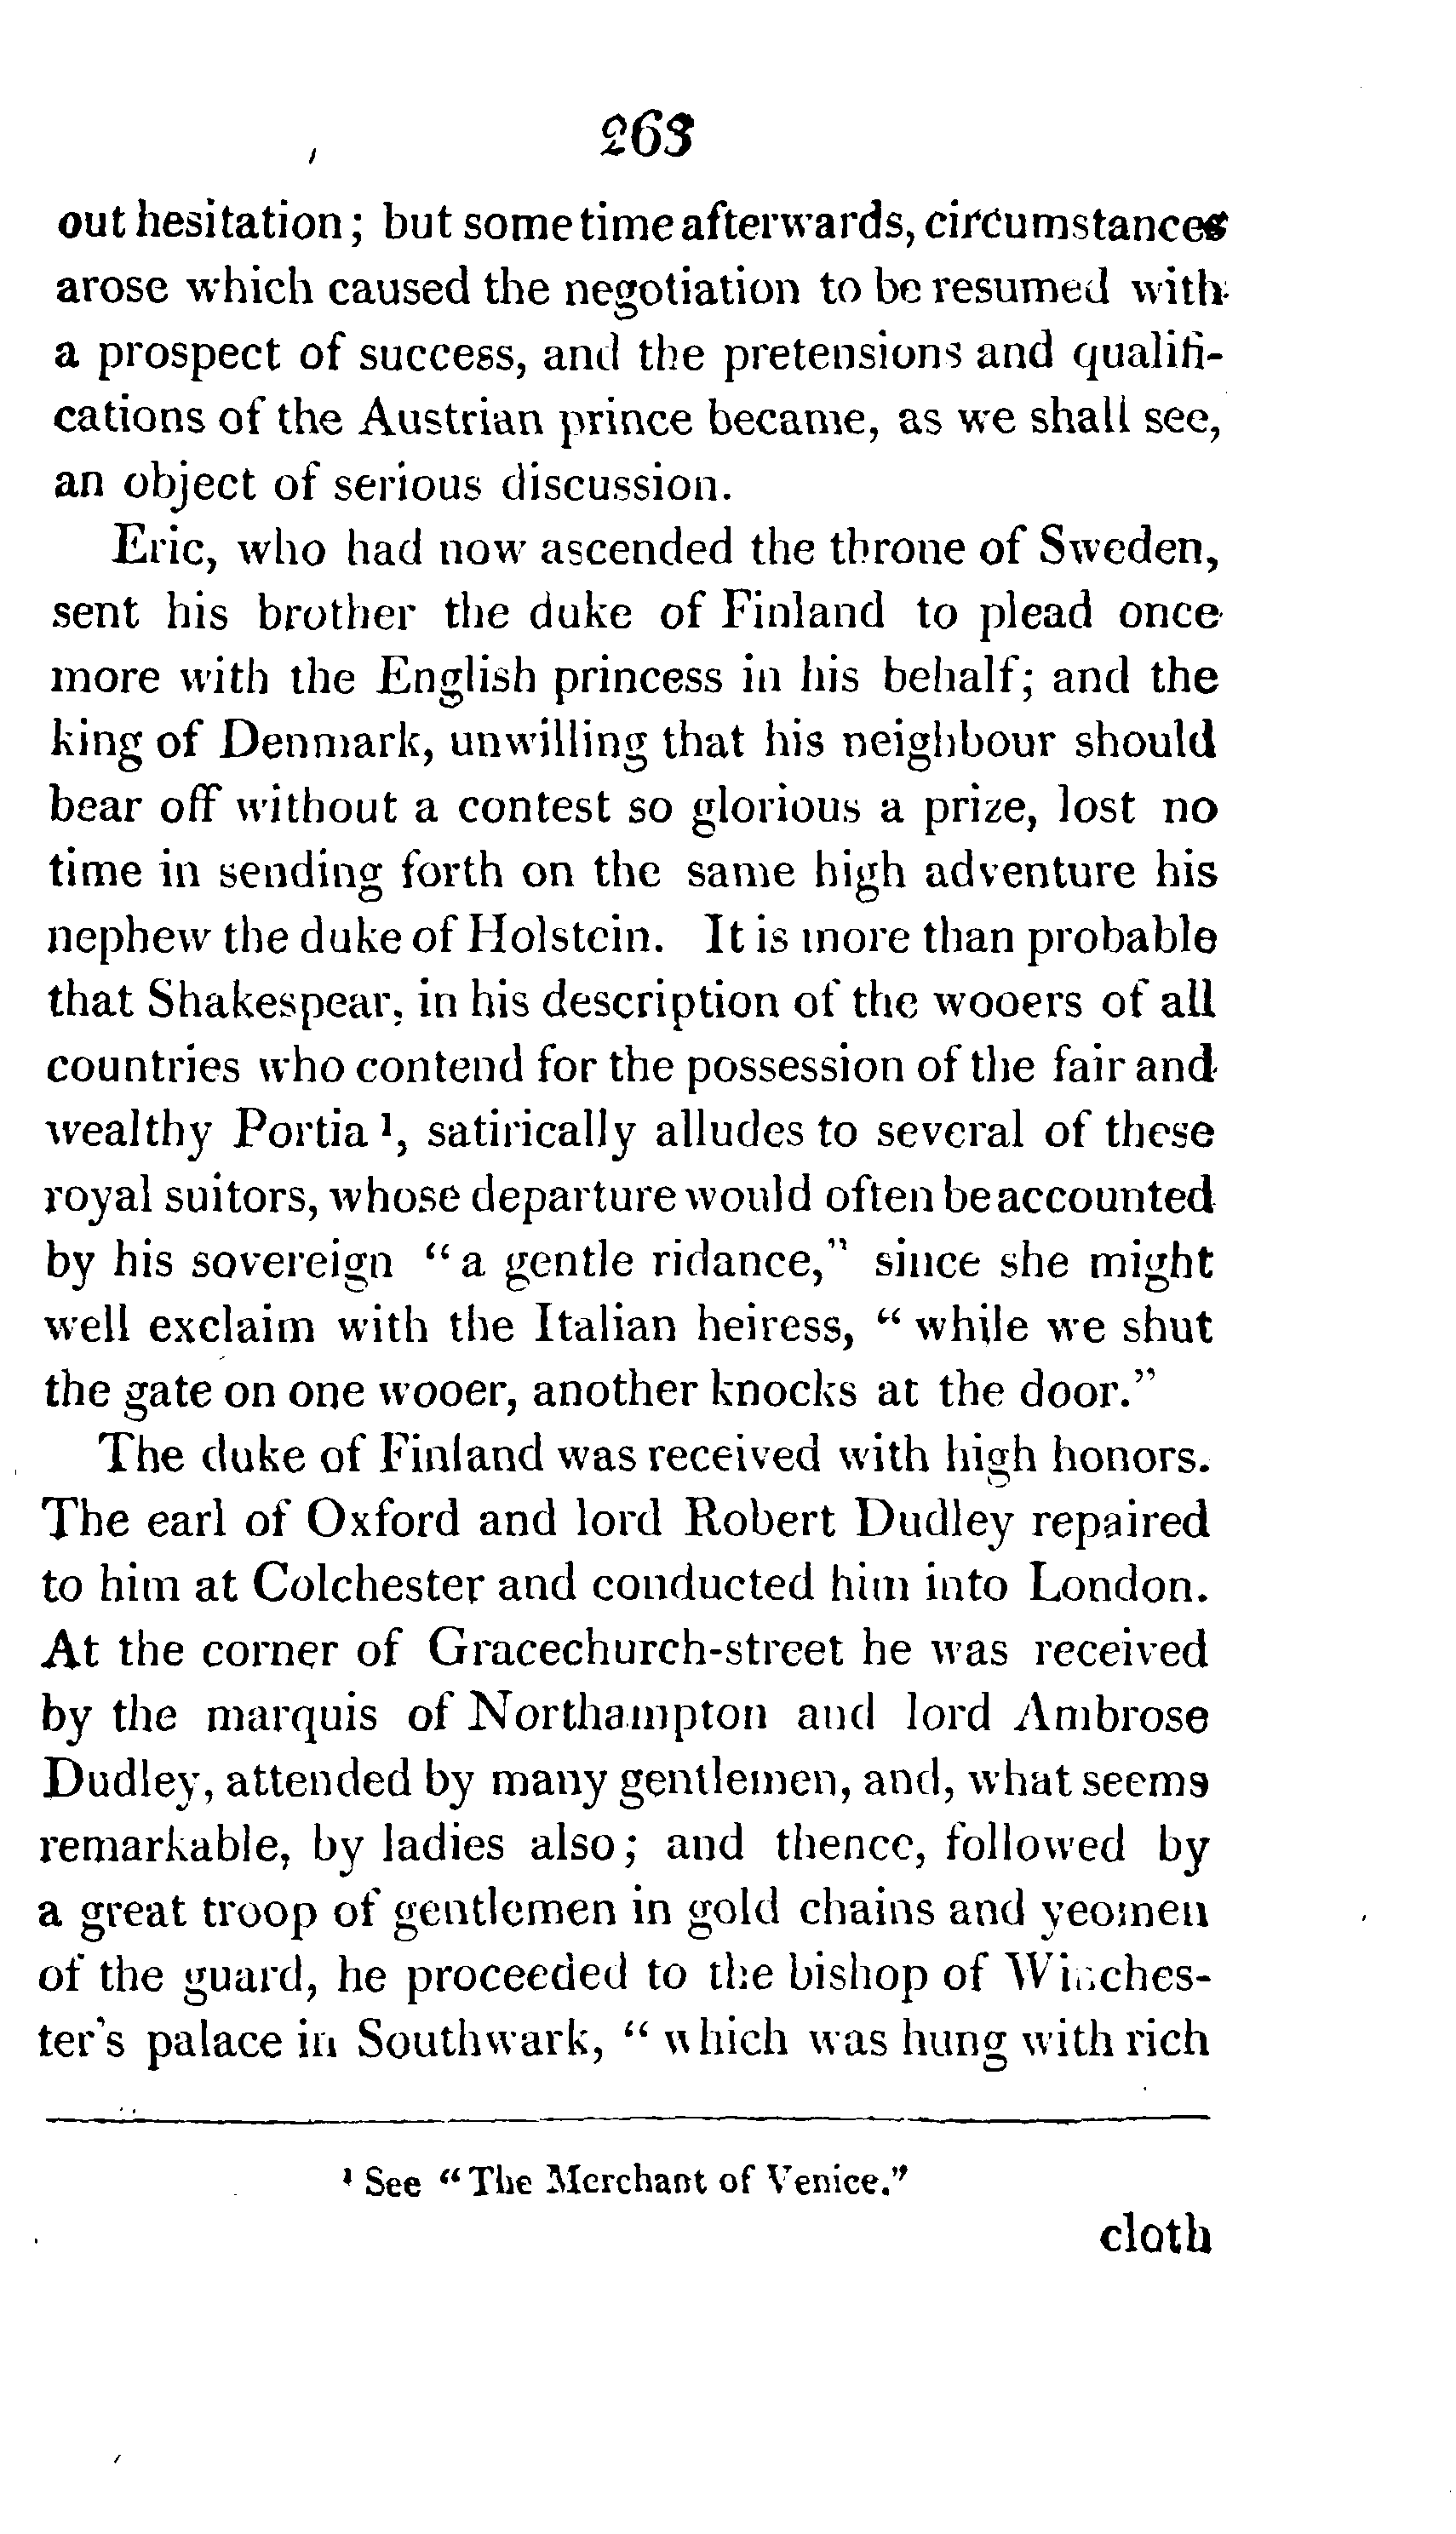 263
out hesitation; but some time afterwards, circumstances
arose which caused the negotiation to be resumed with
a prospect of success, and the pretensions and qualifi-
cations of the Austrian prince became, as we shall see,
an object of serious discussion.
Eric, who had now ascended the throne of Sweden,
sent his brother the duke of Finland to plead once
more with the English princess in his behalf; and the
king of Denmark, unwilling that his neighbour should
bear off without a contest so glorious a prize, lost no
time in sending forth on the same high adventure his
nephew the duke of Holstein. It is more than probable
that Shakespear, in his description of the wooers of all
countries who contend for the possession of the fair and
wealthy Portia ¹, satirically alludes to several of these
royal suitors, whose departure would often be accounted
by his sovereign “a gentle ridance,” since she might
well exclaim with the Italian heiress, “while we shut
the gate on one wooer, another knocks at the door.”
The duke of Finland was received with high honors.
The earl of Oxford and lord Robert Dudley repaired
to him at Colchester and conducted him into London.
At the corner of Gracechurch-street he was received
by the marquis of Northampton and lord Ambrose
Dudley, attended by many gentlemen, and, what seems
remarkable, by ladies also; and thence, followed by
a great troop of gentlemen in gold chains and yeomen
of the guard, he proceeded to the bishop of Winches-
ter's palace in Southwark, “which was hung with rich
¹ See “The Merchant of Venice.”
cloth